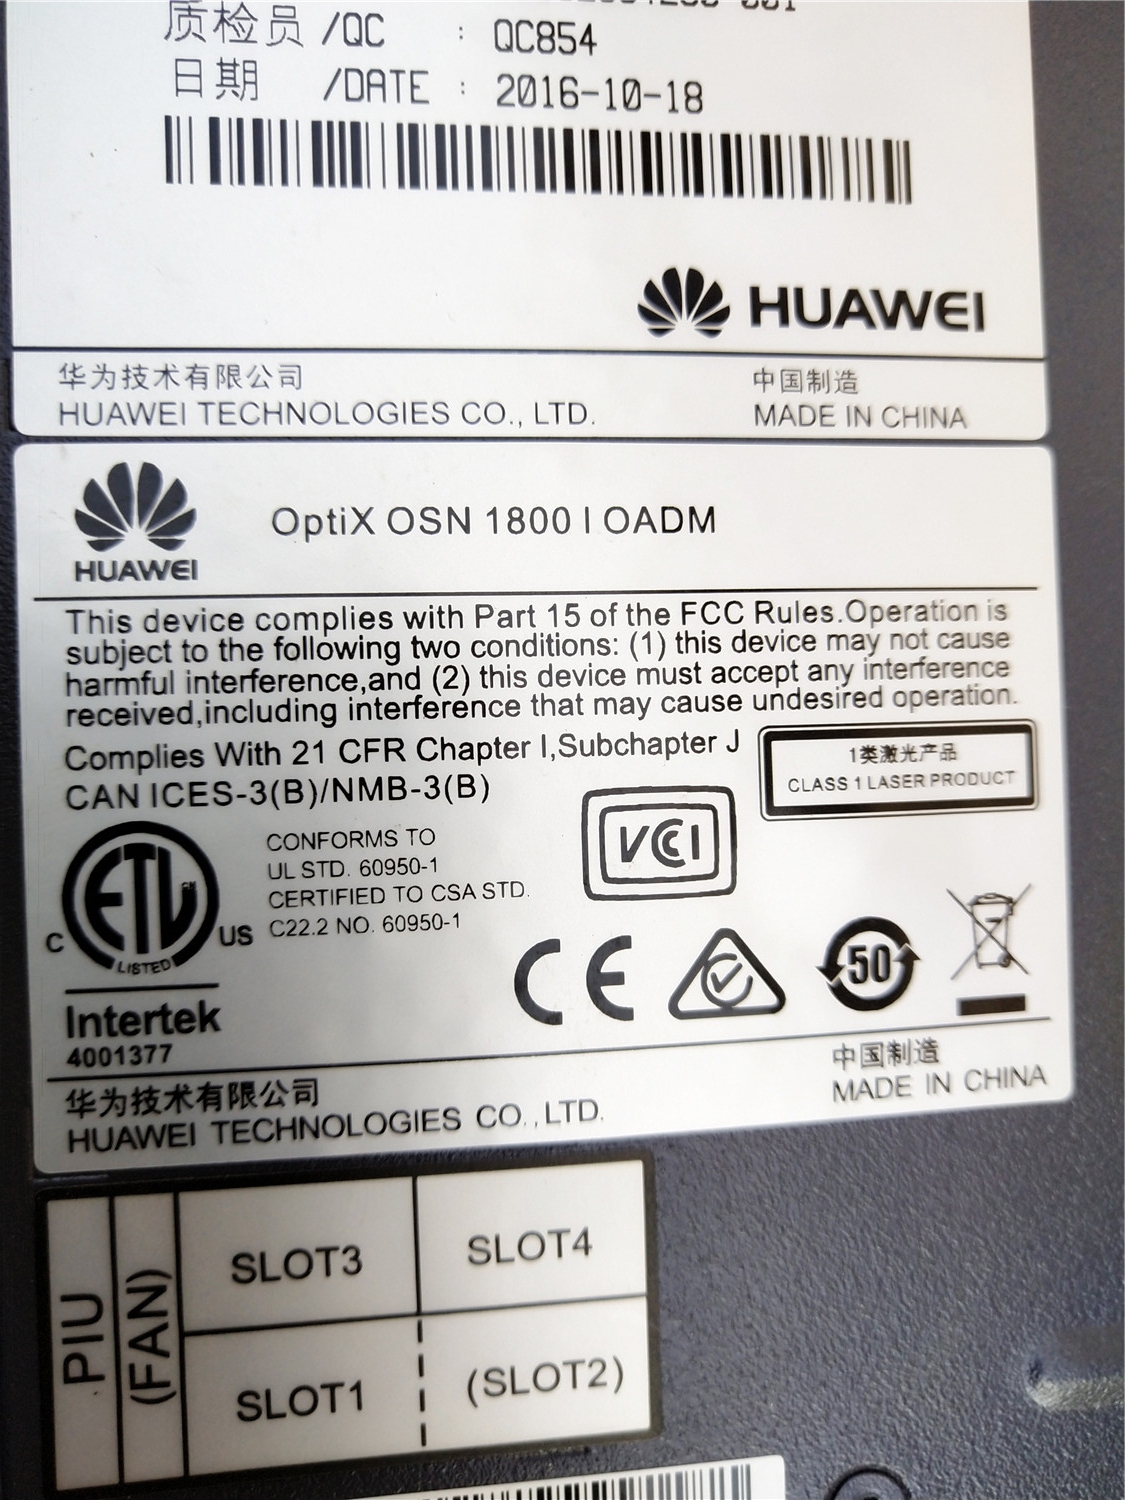 质检员 /QC : QC854
日期 /DATE : 2016-10-18
HUAWEI
华为技术有限公司
HUAWEI TECHNOLOGIES CO., LTD.
中国制造
MADE IN CHINA
HUAWEI
OptiX OSN 1800 I OADM
This device complies with Part 15 of the FCC Rules.Operation is
subject to the following two conditions: (1) this device may not cause
harmful interference,and (2) this device must accept any interference
received,including interference that may cause undesired operation.
Complies With 21 CFR Chapter I,Subchapter J
CAN ICES-3(B)/NMB-3(B)
1类激光产品
CLASS 1 LASER PRODUCT
ETL
CM
C
US
LISTED
Intertek
4001377
CONFORMS TO
UL STD. 60950-1
CERTIFIED TO CSA STD.
C22.2 NO. 60950-1
VCCI
CE
50
华为技术有限公司
HUAWEI TECHNOLOGIES CO.,LTD.
中国制造
MADE IN CHINA
PIU
(FAN)
SLOT3
SLOT4
SLOT1
(SLOT2)